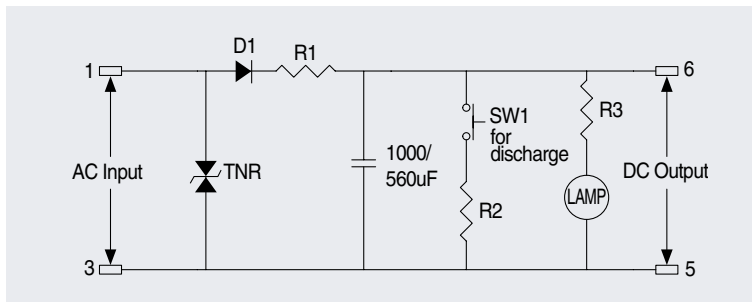 D1
R1
1
6
AC Input
TNR
1000/
560uF
SW1
for
discharge
R2
R3
LAMP
DC Output
3
5